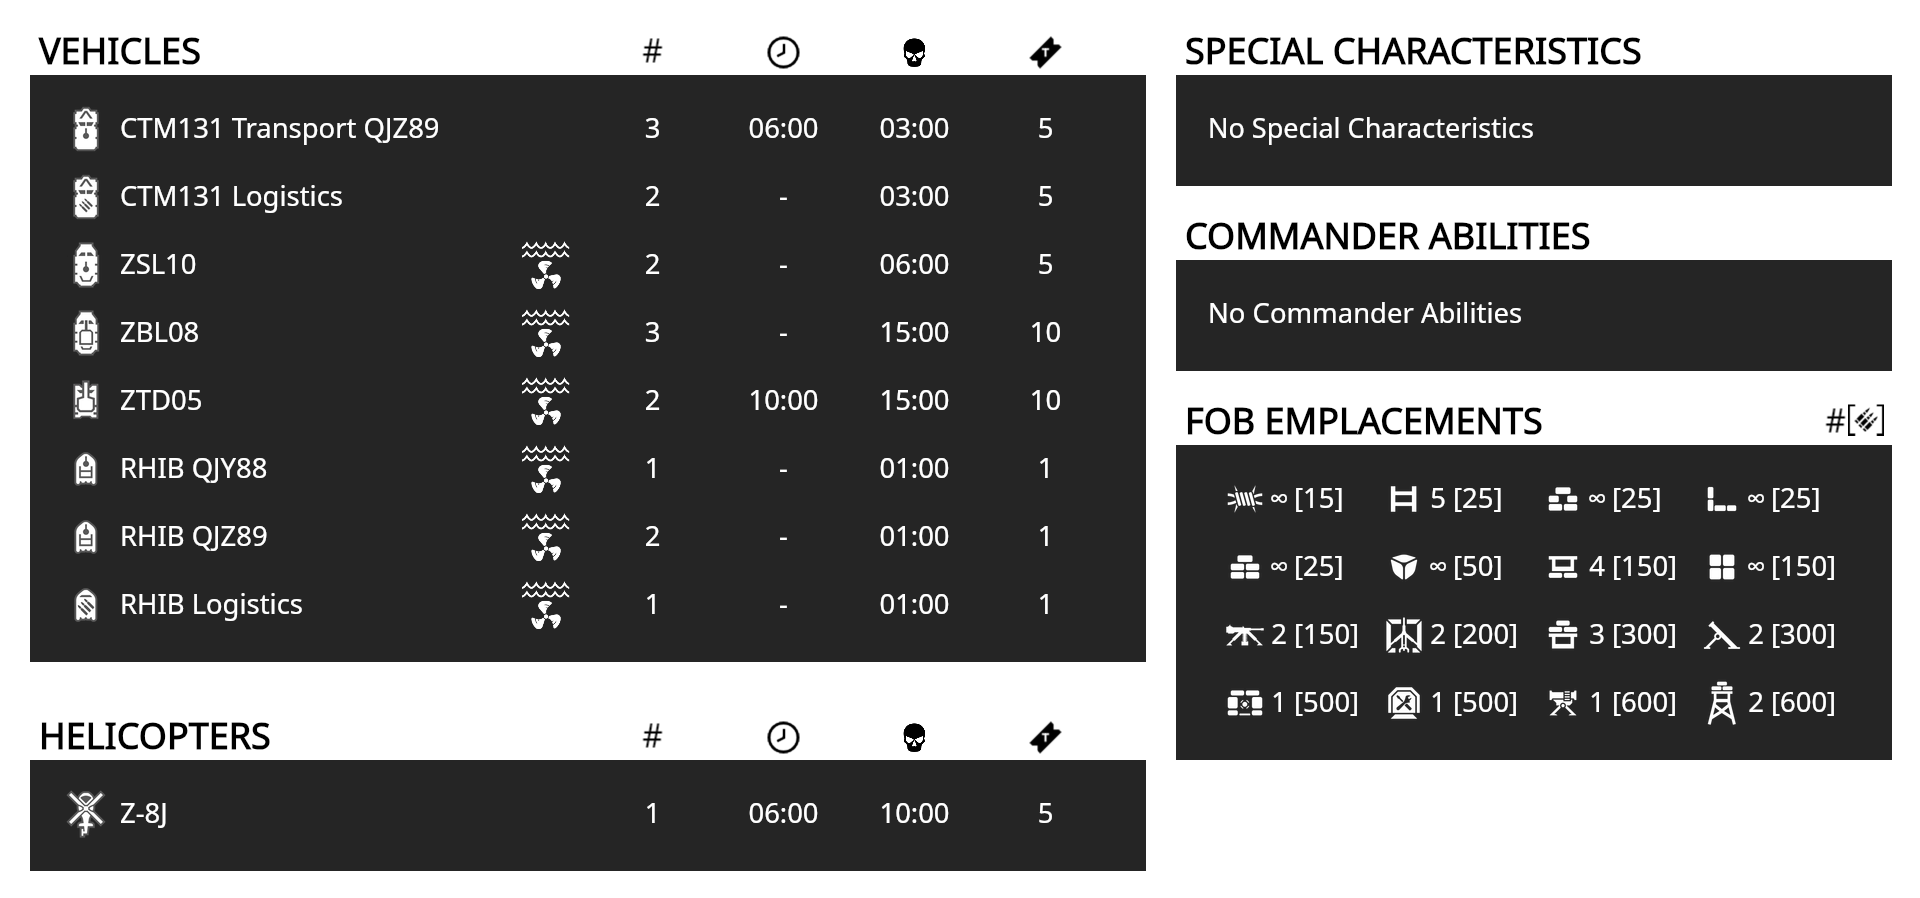 VEHICLES #
CTM131 Transport QJZ89 3 06:00 03:00 5
CTM131 Logistics 2 - 03:00 5
ZSL10 2 - 06:00 5
ZBL08 3 - 15:00 10
ZTD05 2 10:00 15:00 10
RHIB QJY88 1 - 01:00 1
RHIB QJZ89 2 - 01:00 1
RHIB Logistics 1 - 01:00 1
HELICOPTERS #
Z-8J 1 06:00 10:00 5
SPECIAL CHARACTERISTICS
No Special Characteristics
COMMANDER ABILITIES
No Commander Abilities
FOB EMPLACEMENTS #[]
∞ [15] 5 [25] ∞ [25] ∞ [25]
∞ [25] ∞ [50] 4 [150] ∞ [150]
2 [150] 2 [200] 3 [300] 2 [300]
1 [500] 1 [500] 1 [600] 2 [600]